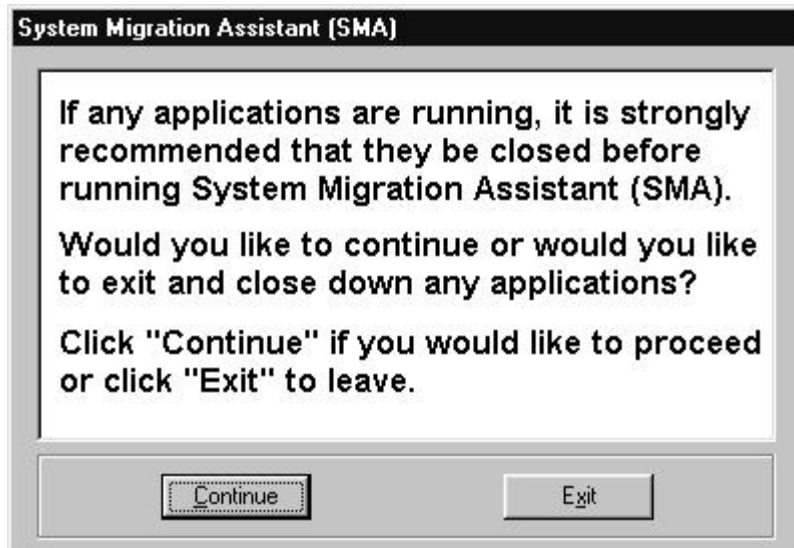 System Migration Assistant (SMA)
If any applications are running, it is strongly
recommended that they be closed before
running System Migration Assistant (SMA).
Would you like to continue or would you like
to exit and close down any applications?
Click "Continue" if you would like to proceed
or click "Exit" to leave.
Continue
Exit